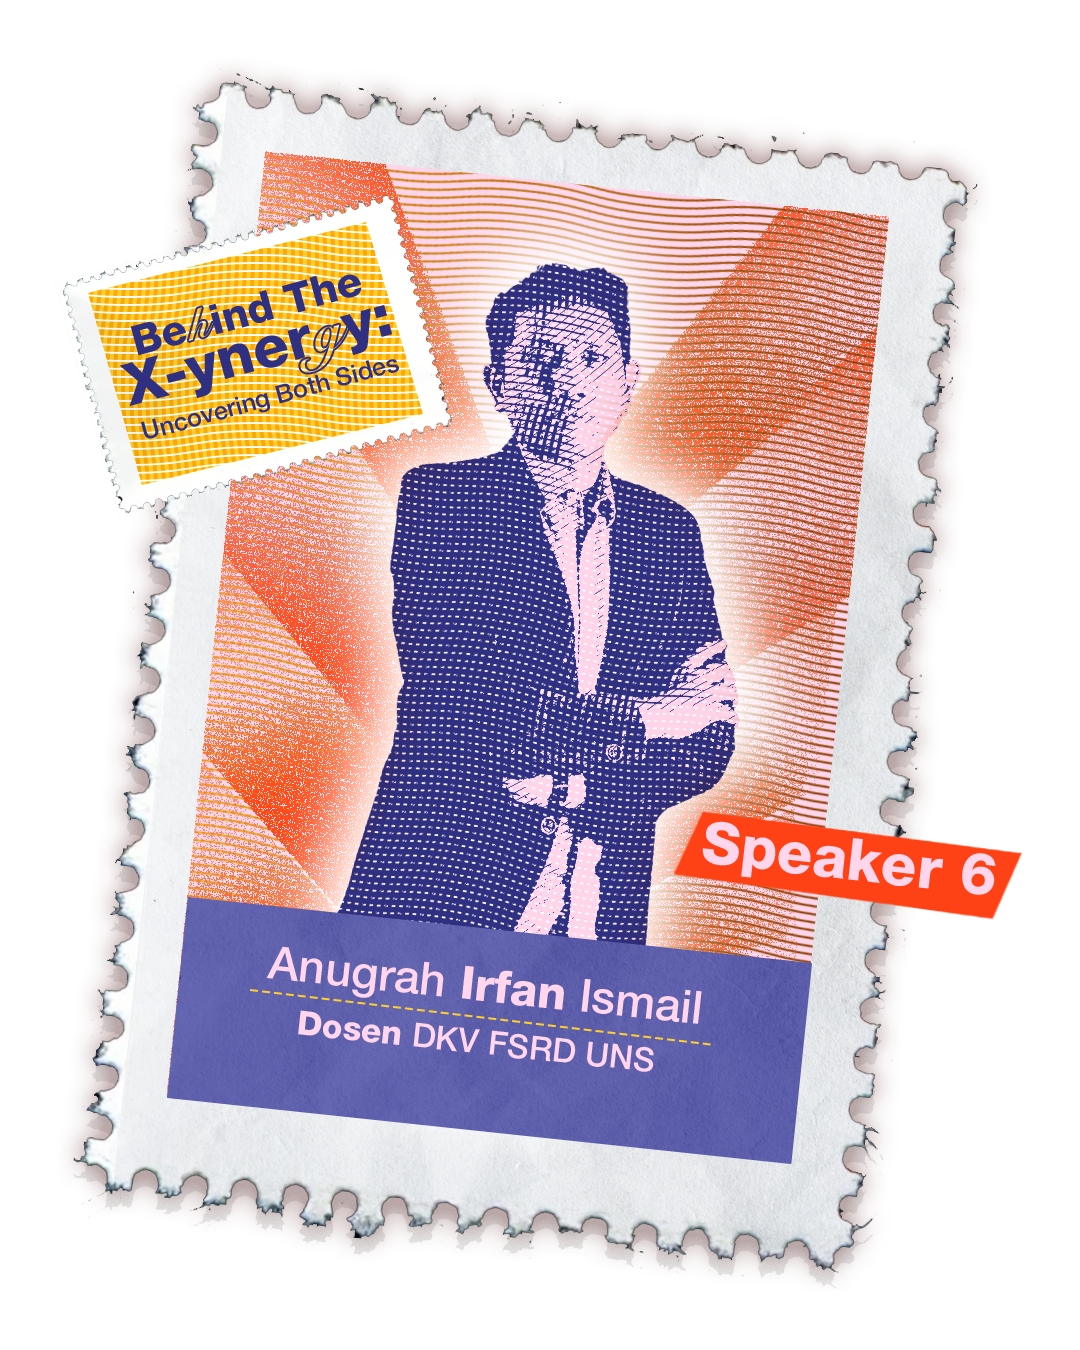 Behind The
X-ynergy:
Uncovering Both Sides
Speaker 6
Anugrah Irfan Ismail
Dosen DKV FSRD UNS